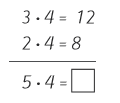 3 · 4 = 12
2 · 4 = 8
5 · 4 =